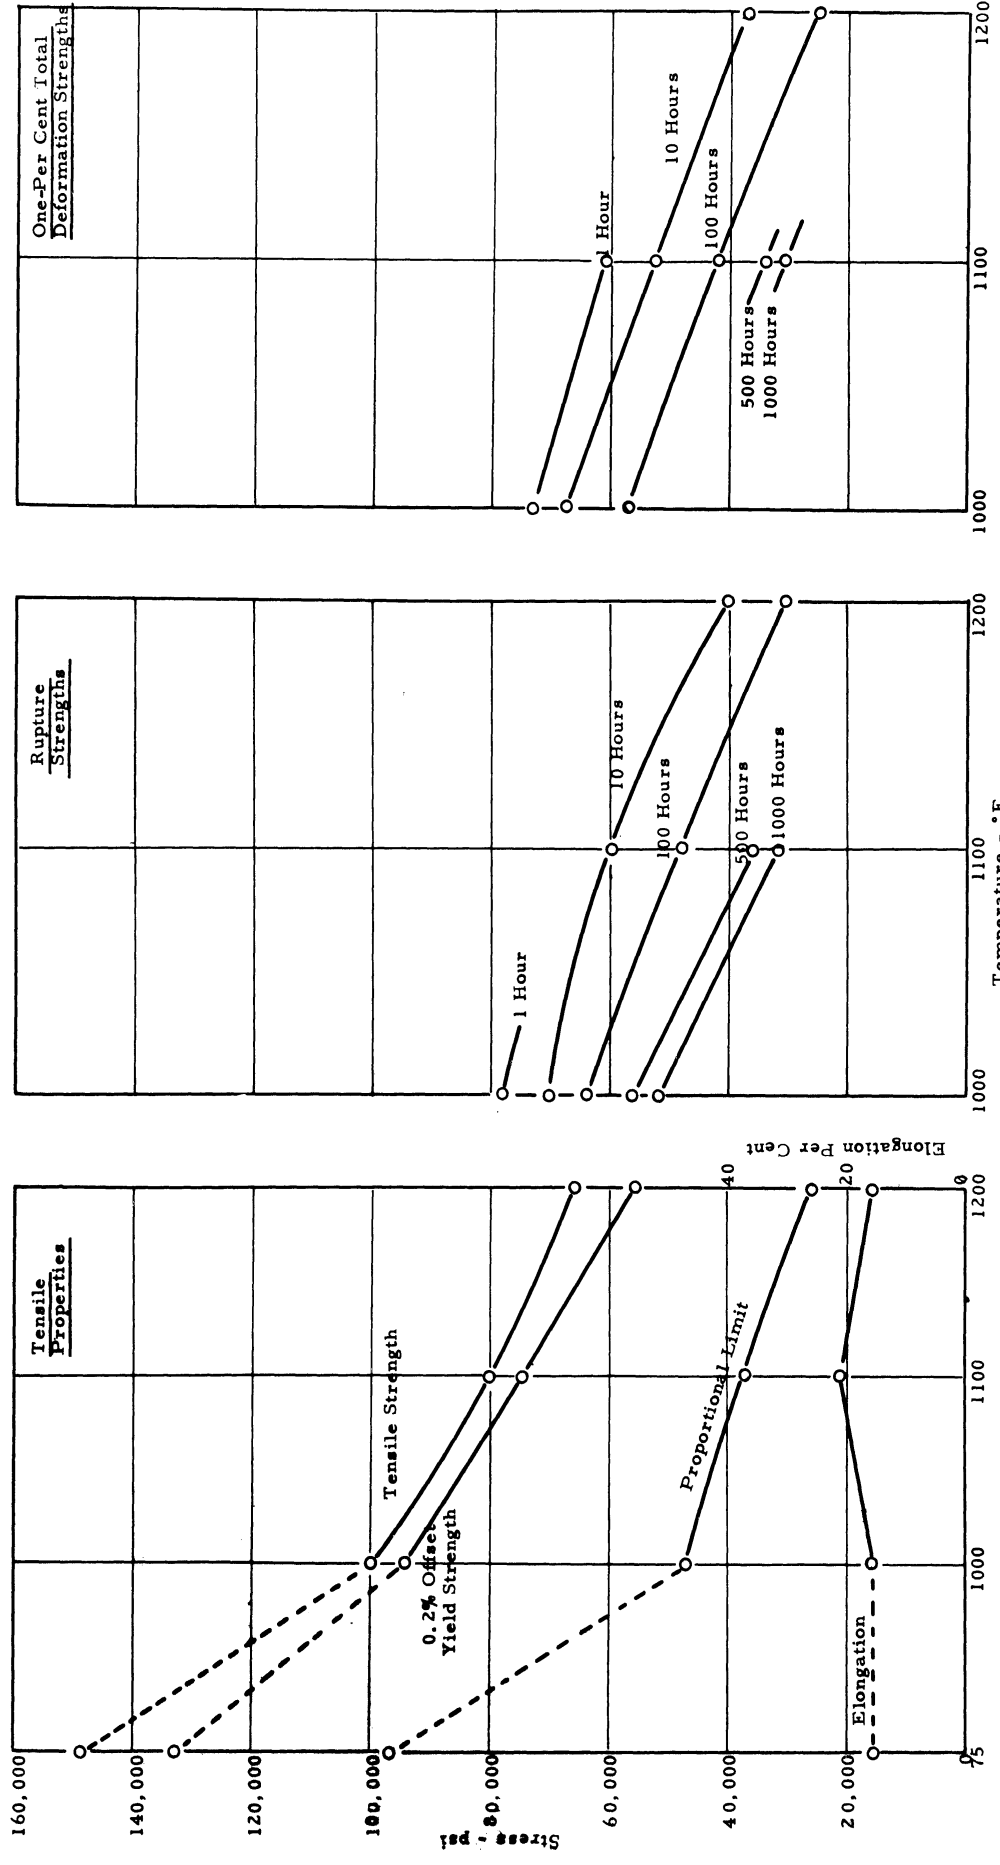 Tensile
Properties
Rupture
Strengths
One-Per Cent Total
Deformation Strengths
160,000
140,000
120,000
100,000
80,000
60,000
40,000
20,000
0
Stress - psi
Tensile Strength
0.2% Offset
Yield Strength
Proportional Limit
Elongation
75
1000
1100
1200
40
20
0
Elongation Per Cent
1 Hour
10 Hours
100 Hours
500 Hours
1000 Hours
1000
1100
1200
1 Hour
10 Hours
100 Hours
500 Hours
1000 Hours
1000
1100
1200
Temperature - °F